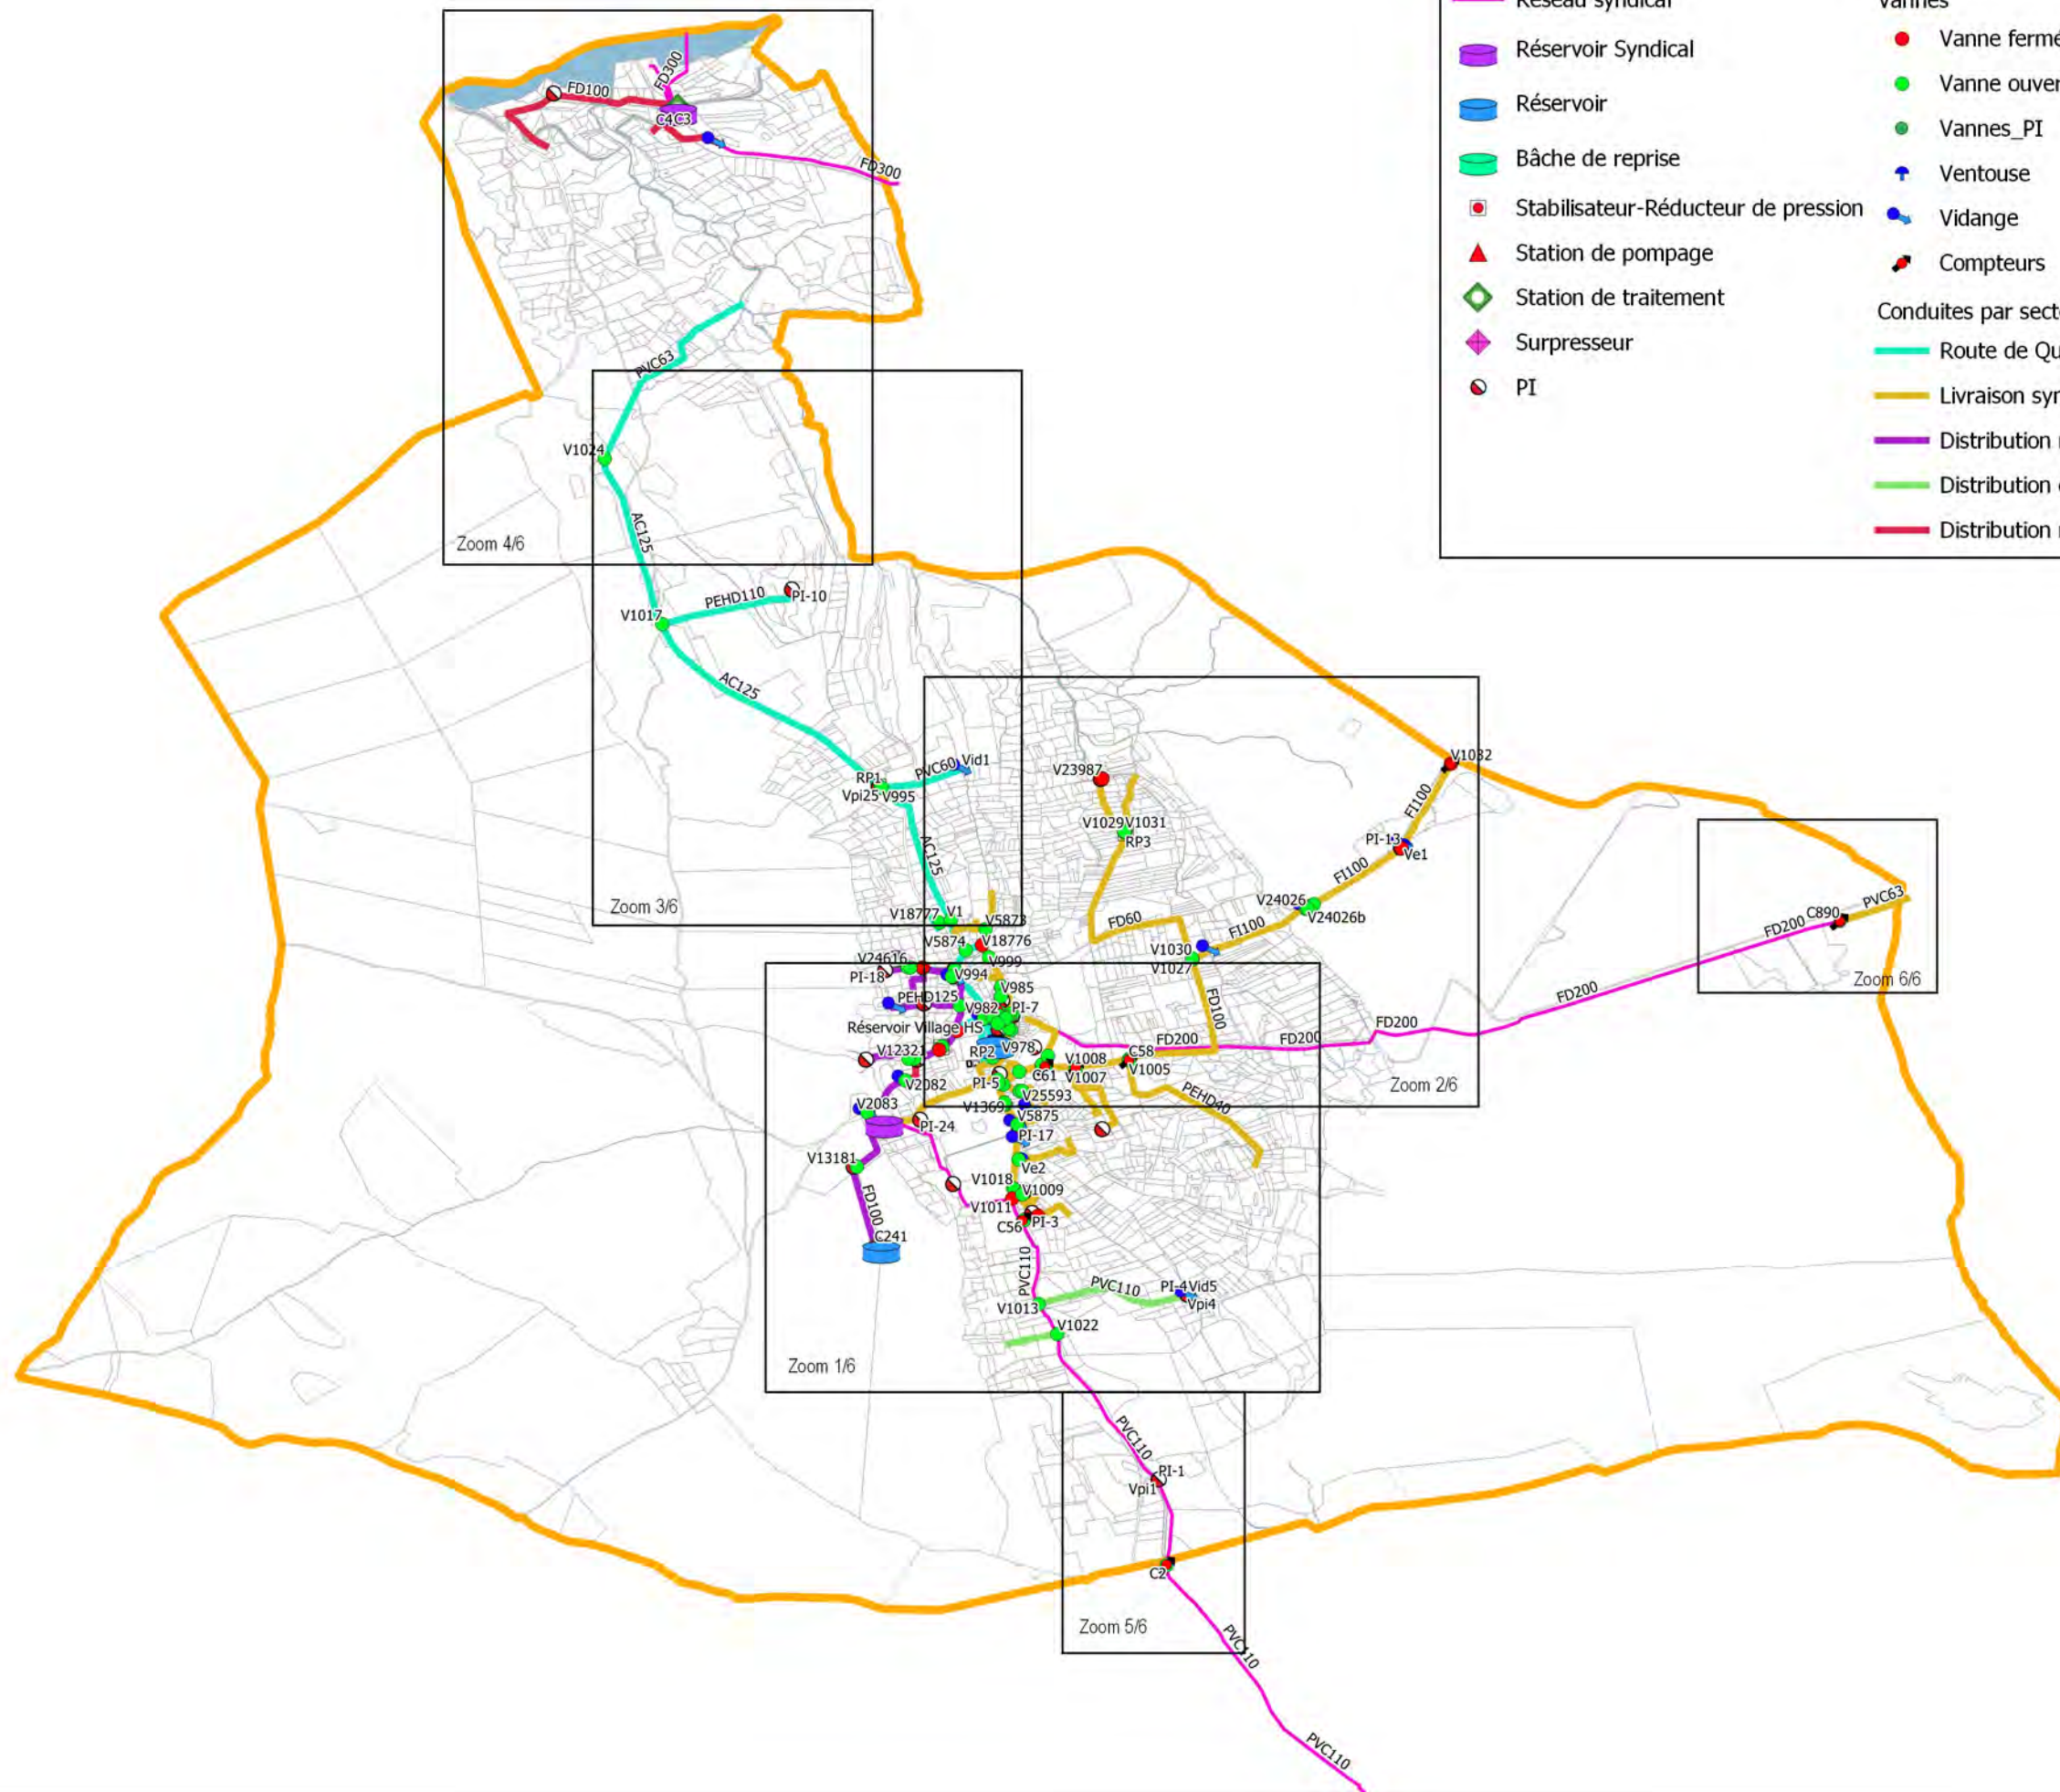 Réseau syndical
Réservoir Syndical
Réservoir
Bâche de reprise
Stabilisateur-Réducteur de pression
Station de pompage
Station de traitement
Surpresseur
PI
Vannes
Vanne fermé
Vanne ouver
Vannes_PI
Ventouse
Vidange
Compteurs
Conduites par secte
Route de Qu
Livraison syn
Distribution
Distribution
Distribution
FD300
FD100
C4C3
FD300
PVC63
V1024
AC125
Zoom 4/6
PEHD110
PI-10
V1017
AC125
RP1
PVC60
Vid1
Vpi25
V995
AC125
Zoom 3/6
V18777
V1
V5873
V5874
V18776
V999
V24616
PI-18
V994
V985
PEHD125
V982
PI-7
Réservoir Village HS
V12321
RP2
V978
V23987
V1029
V1031
RP3
FD60
V1030
V1027
FD100
FI100
V24026
V24026b
FI100
PI-13
Ve1
FI100
V1032
FD200
FD200
FD200
FD200
FD200
C890
PVC63
Zoom 6/6
Zoom 2/6
C58
V1008
V1005
V1007
C61
PEHD40
PI-5
V2082
V25593
V1369
V2083
V5875
PI-24
PI-17
V13181
Ve2
V1018
V1009
V1011
FD100
C56
PI-3
C241
PVC110
PVC110
PI-4
Vid5
Vpi4
V1013
V1022
Zoom 1/6
PVC110
PI-1
Vpi1
C2
Zoom 5/6
PVC110
PVC110